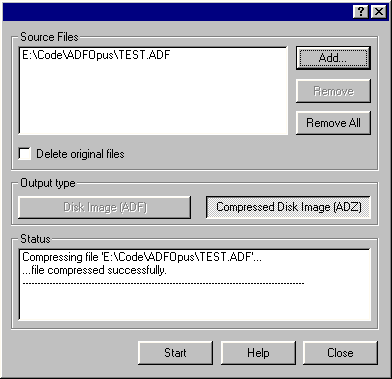 Source Files
E:\Code\ADFOpus\TEST.ADF
Add...
Remove
Remove All
Delete original files
Output type
Disk Image (ADF)
Compressed Disk Image (ADZ)
Status
Compressing file 'E:\Code\ADFOpus\TEST.ADF'...
...file compressed successfully.
--------------------------------------------------------------------------------
Start
Help
Close